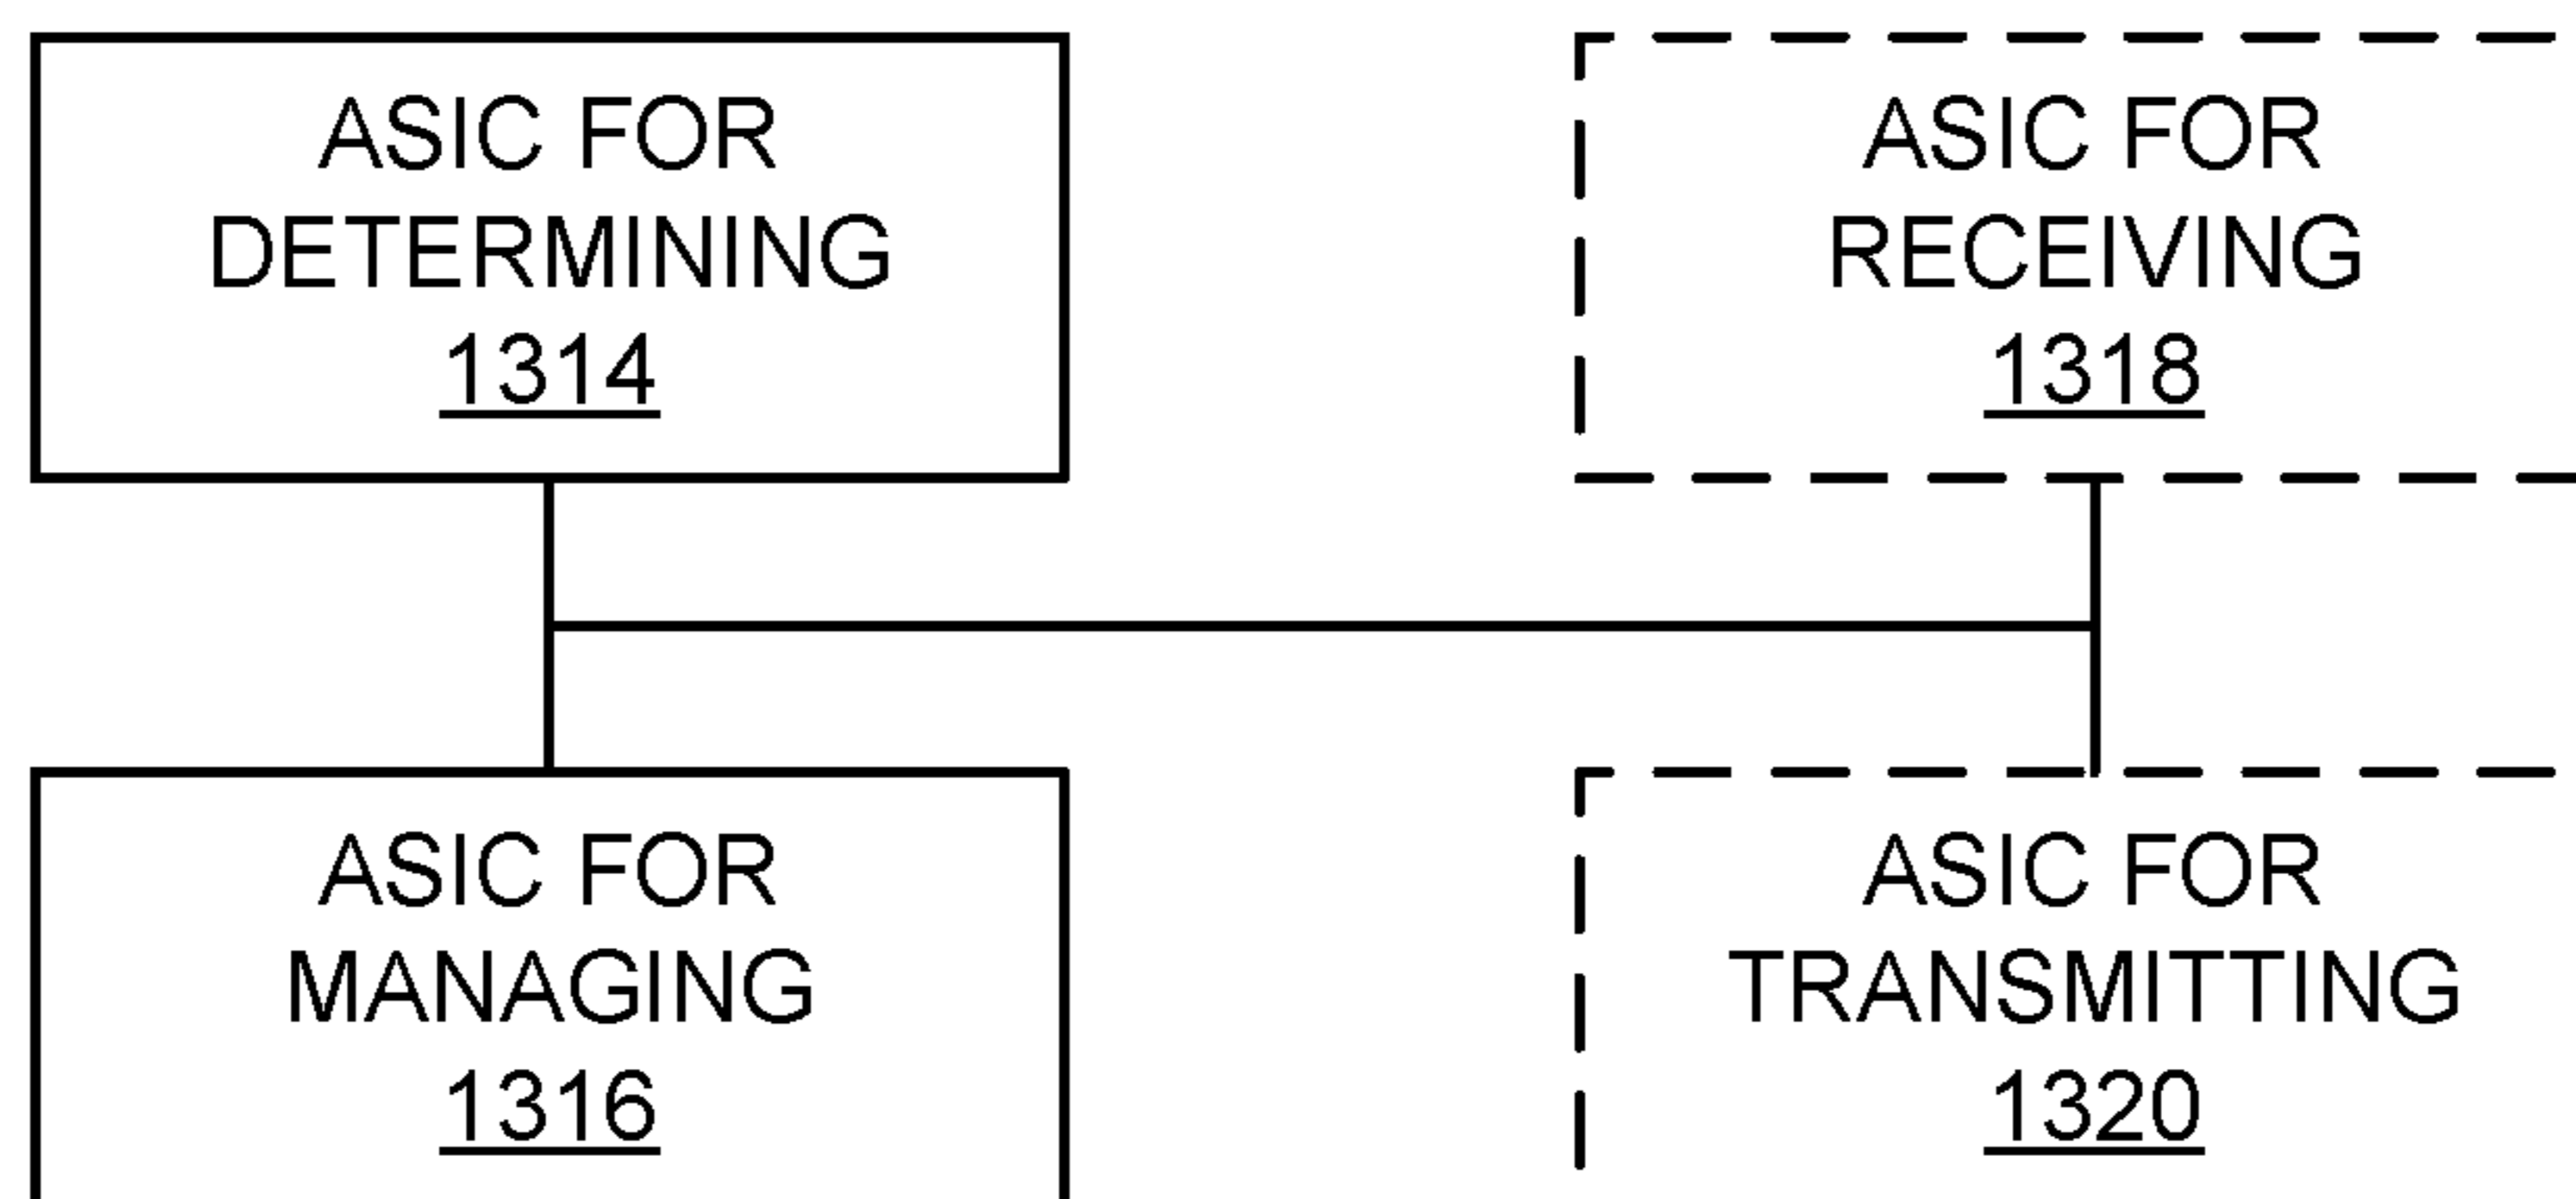 ASIC FOR
DETERMINING
1314
ASIC FOR
RECEIVING
1318
ASIC FOR
MANAGING
1316
ASIC FOR
TRANSMITTING
1320